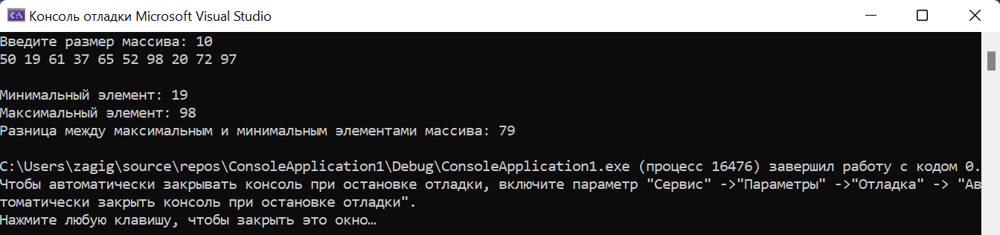 Консоль отладки Microsoft Visual Studio
Введите размер массива: 10
50 19 61 37 65 52 98 20 72 97
Минимальный элемент: 19
Максимальный элемент: 98
Разница между максимальным и минимальным элементами массива: 79
C:\Users\zagig\source\repos\ConsoleApplication1\Debug\ConsoleApplication1.exe (процесс 16476) завершил работу с кодом 0.
Чтобы автоматически закрывать консоль при остановке отладки, включите параметр "Сервис" ->"Параметры" ->"Отладка" -> "Ав
томатически закрыть консоль при остановке отладки".
Нажмите любую клавишу, чтобы закрыть это окно…